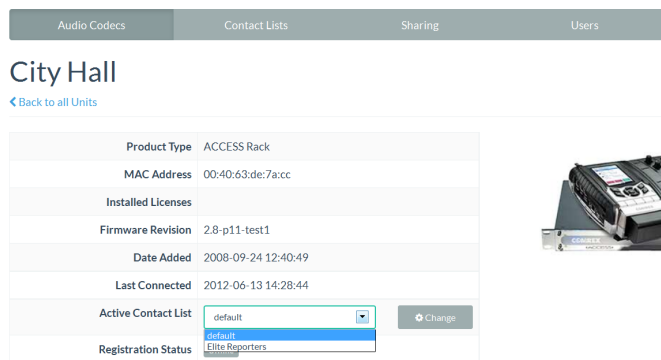 Audio Codecs Contact Lists Sharing Users
City Hall
Back to all Units
Product Type ACCESS Rack
MAC Address 00:40:63:de:7a:cc
Installed Licenses
Firmware Revision 2.8-p11-test1
Date Added 2008-09-24 12:40:49
Last Connected 2012-06-13 14:28:44
Active Contact List default Change
default
Elite Reporters
Registration Status